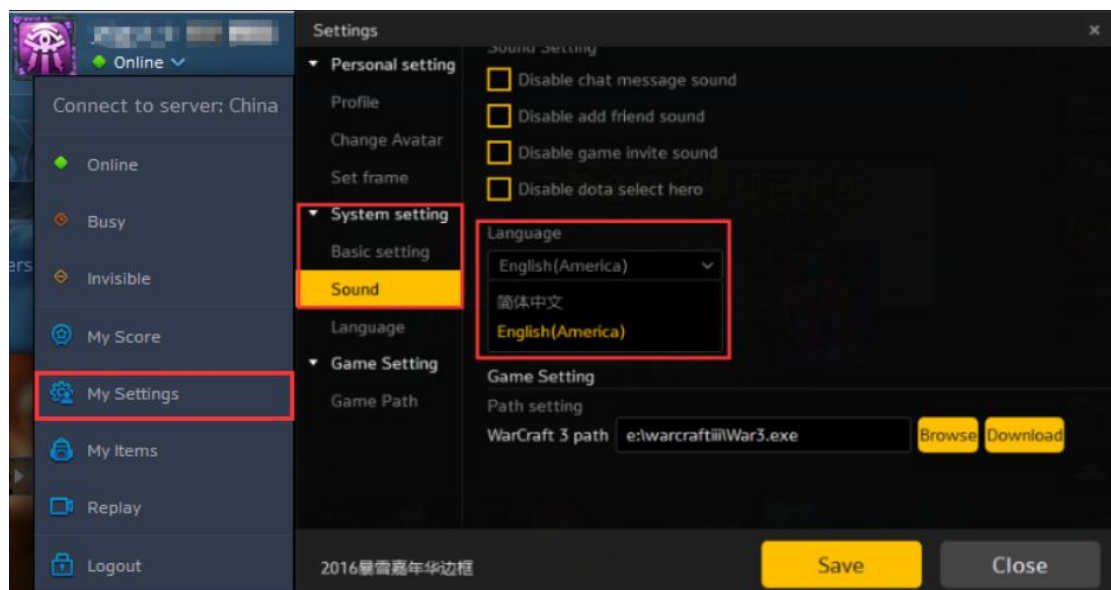 Online
Connect to server: China
Online
Busy
Invisible
My Score
My Settings
My Items
Replay
Logout
ers
Settings
Personal setting
Profile
Change Avatar
Set frame
System setting
Basic setting
Sound
Language
Game Setting
Game Path
Sound Setting
Disable chat message sound
Disable add friend sound
Disable game invite sound
Disable dota select hero
Language
English(America)
简体中文
English(America)
Game Setting
Path setting
WarCraft 3 path e:\warcraftiii\War3.exe Browse Download
2016暴雪嘉年华边框
Save Close